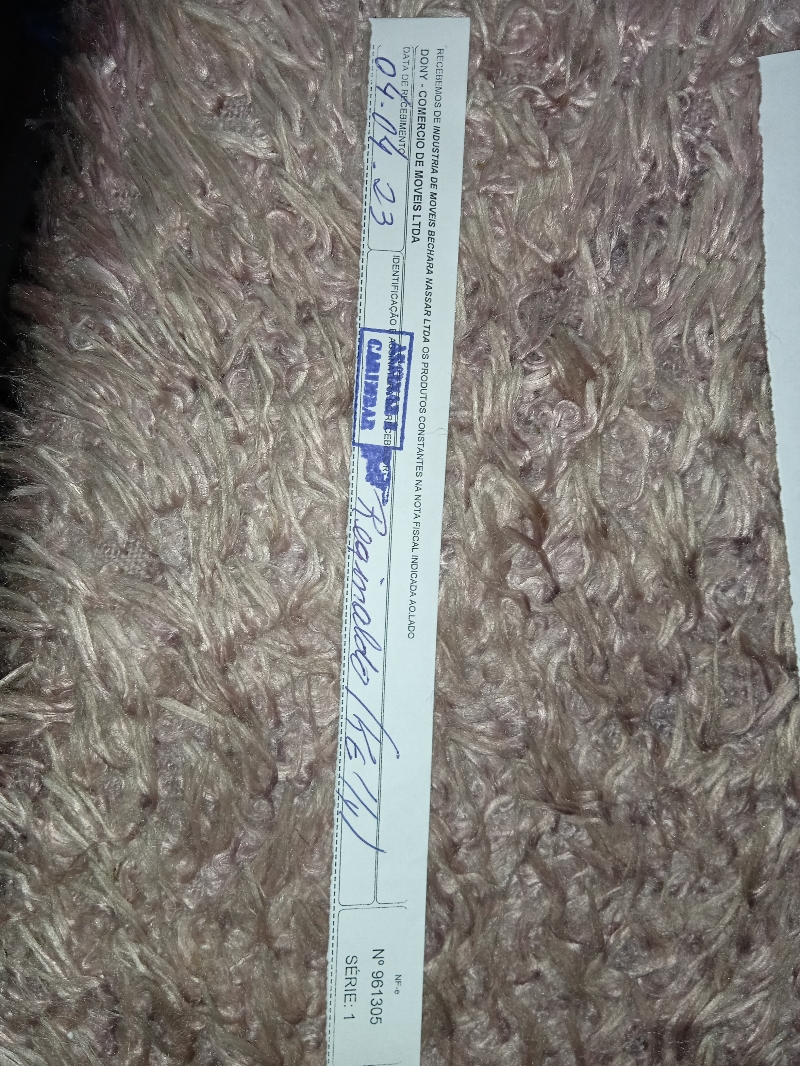 RECEBEMOS DE INDUSTRIA DE MOVEIS BECHARA NASSAR LTDA OS PRODUTOS CONSTANTES NA NOTA FISCAL INDICADA AO LADO
DONY - COMERCIO DE MOVEIS LTDA
DATA DE RECEBIMENTO
04.04.23
IDENTIFICAÇÃO E
CARIMBAR
Reginaldo
NF-e
Nº 961305
SÉRIE: 1